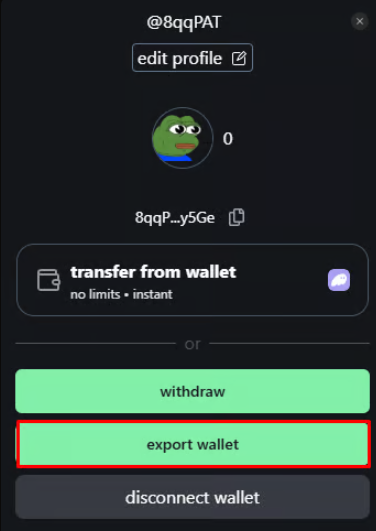 @8qqPAT
edit profile
0
8qqP...y5Ge
transfer from wallet
no limits • instant
or
withdraw
export wallet
disconnect wallet